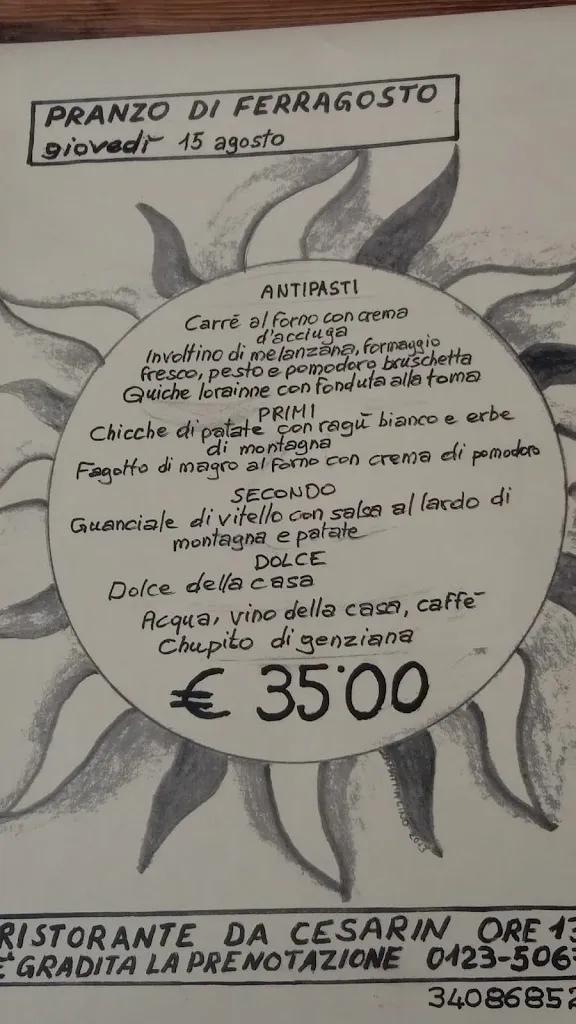 PRANZO DI FERRAGOSTO
giovedì 15 agosto
ANTIPASTI
Carrè al forno con crema
d'acciuga
Involtino di melanzana, formaggio
fresco, pesto e pomodoro bruschetta
Quiche lorainne con fonduta alla toma
PRIMI
Chicche di patate con ragù bianco e erbe
di montagna
Fagotto di magro al forno con crema di pomodoro
SECONDO
Guanciale di vitello con salsa al lardo di
montagna e patate
DOLCE
Dolce della casa
Acqua, vino della casa, caffè
Chupito di genziana
€ 35'00
RISTORANTE DA CESARIN ORE 13
E' GRADITA LA PRENOTAZIONE 0123-506
34086852